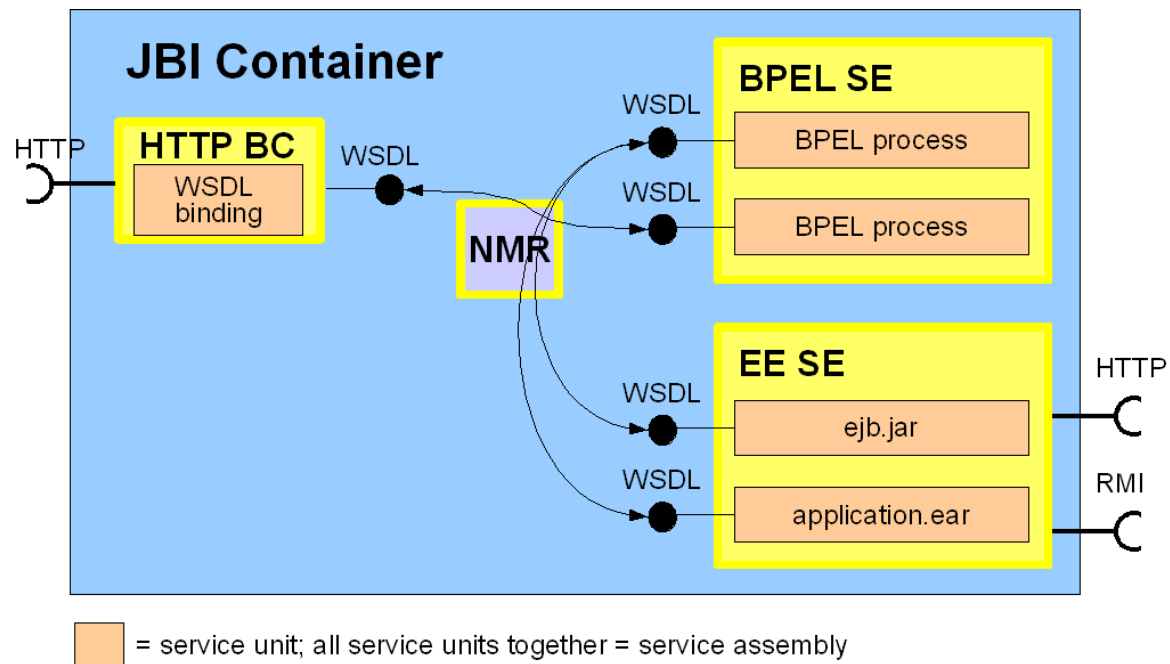 JBI Container
HTTP
HTTP BC
WSDL
binding
WSDL
NMR
BPEL SE
WSDL
BPEL process
WSDL
BPEL process
EE SE
WSDL
ejb.jar
WSDL
application.ear
HTTP
RMI
= service unit; all service units together = service assembly